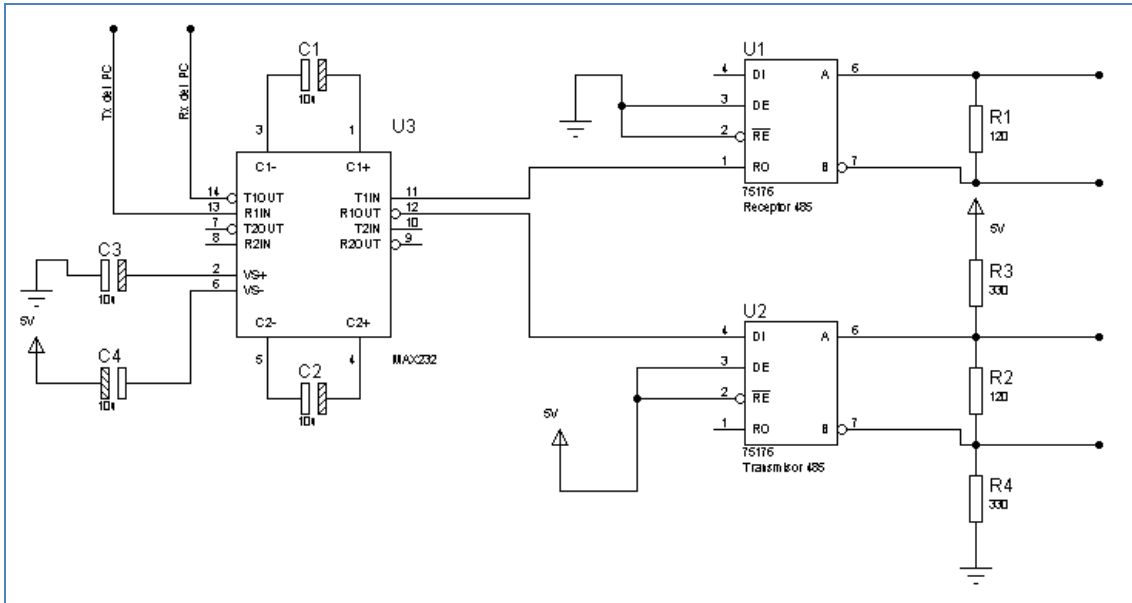 Tx del PC
Rx del PC
C1
10u
3
1
U3
C1-
C1+
14
T1OUT
T1IN
11
13
R1IN
R1OUT
12
7
T2OUT
T2IN
10
8
R2IN
R2OUT
9
2
VS+
6
VS-
C2-
C2+
5
4
MAX232
C3
10u
5V
C4
10u
C2
10u
U1
4
DI
A
6
3
DE
2
RE
1
RO
B
7
75176
Receptor 485
R1
120
5V
R3
330
U2
4
DI
A
6
3
DE
2
RE
1
RO
B
7
75176
Transmisor 485
5V
R2
120
R4
330